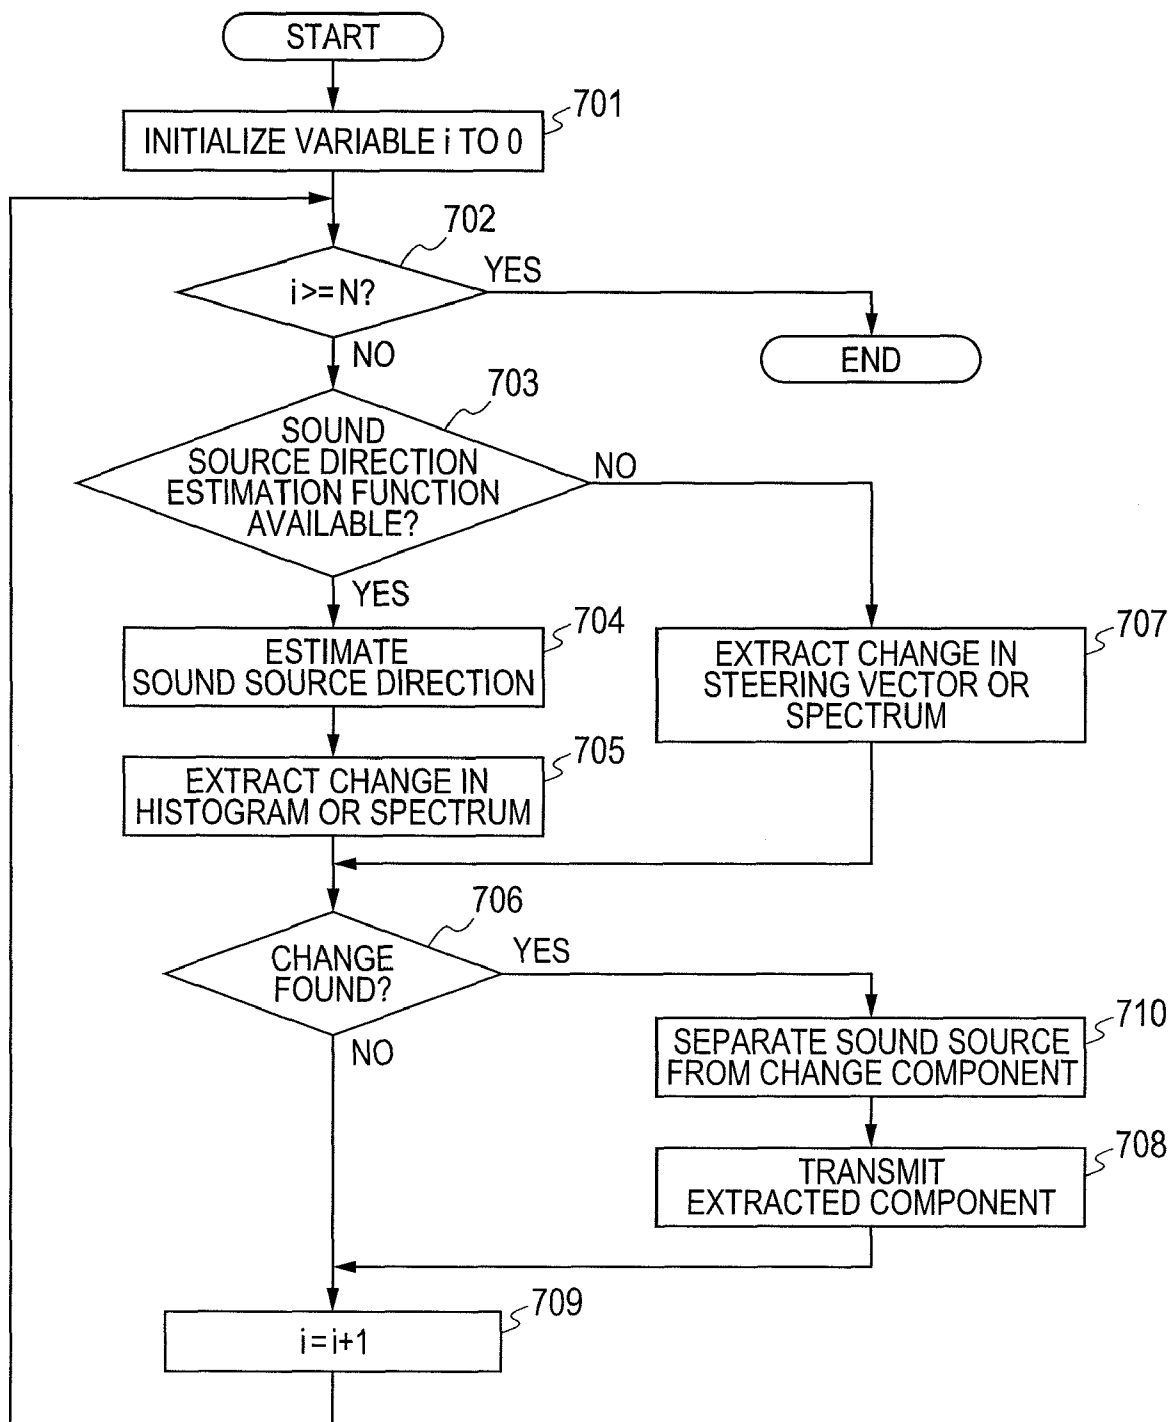 START
701
INITIALIZE VARIABLE i TO 0
702
i>=N?
YES
END
NO
703
SOUND
SOURCE DIRECTION
ESTIMATION FUNCTION
AVAILABLE?
NO
YES
704
ESTIMATE
SOUND SOURCE DIRECTION
707
EXTRACT CHANGE IN
STEERING VECTOR OR
SPECTRUM
705
EXTRACT CHANGE IN
HISTOGRAM OR SPECTRUM
706
CHANGE
FOUND?
YES
NO
710
SEPARATE SOUND SOURCE
FROM CHANGE COMPONENT
708
TRANSMIT
EXTRACTED COMPONENT
709
i=i+1